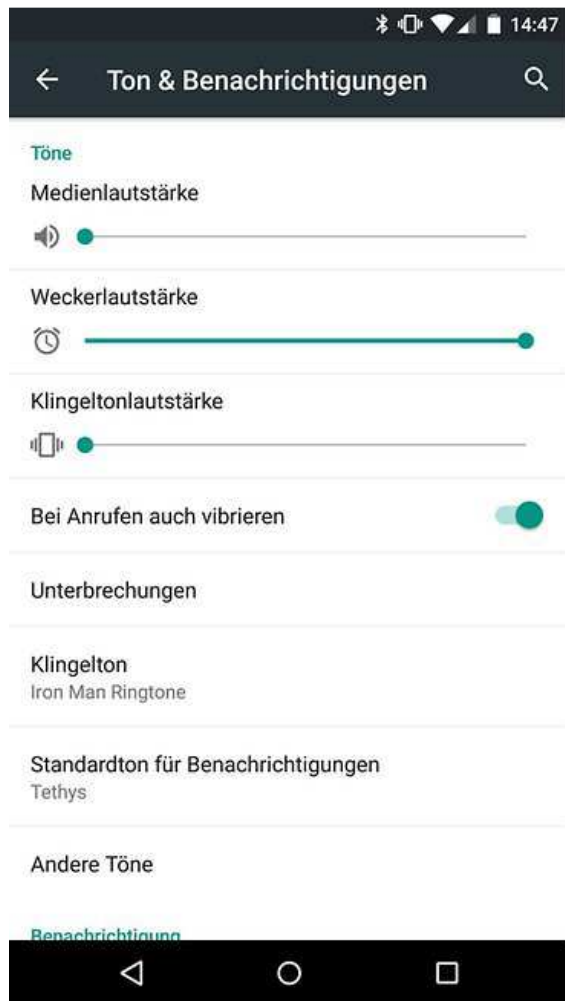 14:47
Ton & Benachrichtigungen
Töne
Medienlautstärke
Weckerlautstärke
Klingeltonlautstärke
Bei Anrufen auch vibrieren
Unterbrechungen
Klingelton
Iron Man Ringtone
Standardton für Benachrichtigungen
Tethys
Andere Töne
Benachrichtigung